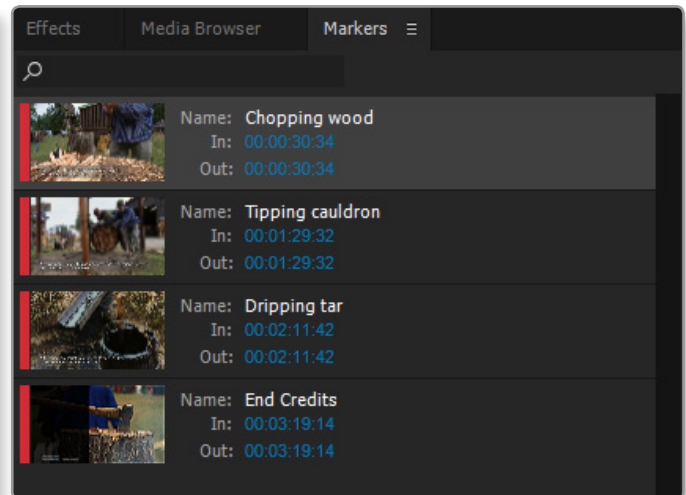 Effects Media Browser Markers
Name: Chopping wood
In: 00:00:30:34
Out: 00:00:30:34
Name: Tipping cauldron
In: 00:01:29:32
Out: 00:01:29:32
Name: Dripping tar
In: 00:02:11:42
Out: 00:02:11:42
Name: End Credits
In: 00:03:19:14
Out: 00:03:19:14